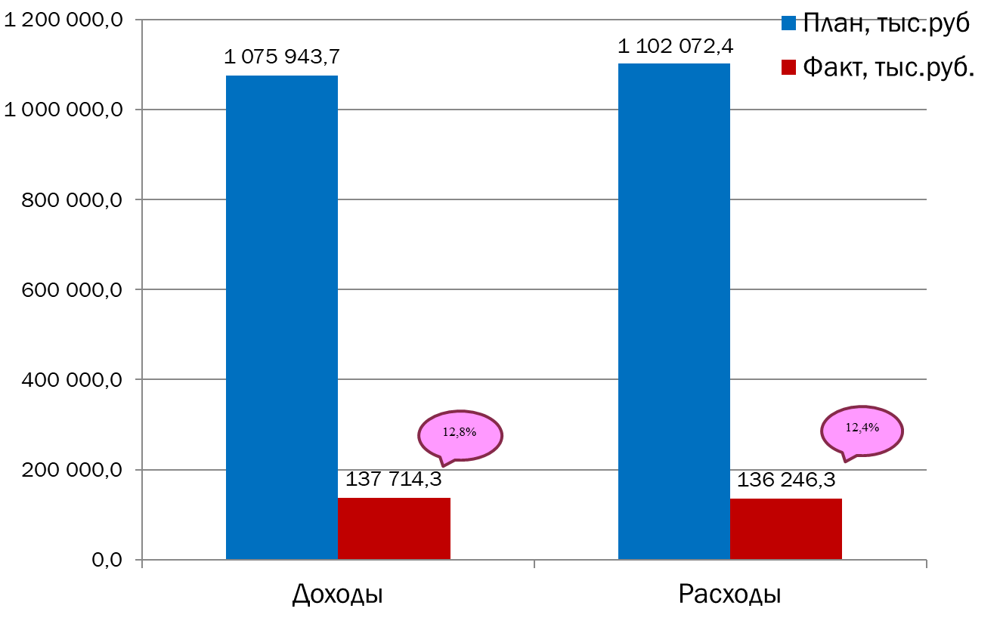 1 200 000,0
1 000 000,0
800 000,0
600 000,0
400 000,0
200 000,0
0,0
План, тыс.руб
Факт, тыс.руб.
1 075 943,7
1 102 072,4
12,8%
12,4%
137 714,3
136 246,3
Доходы
Расходы